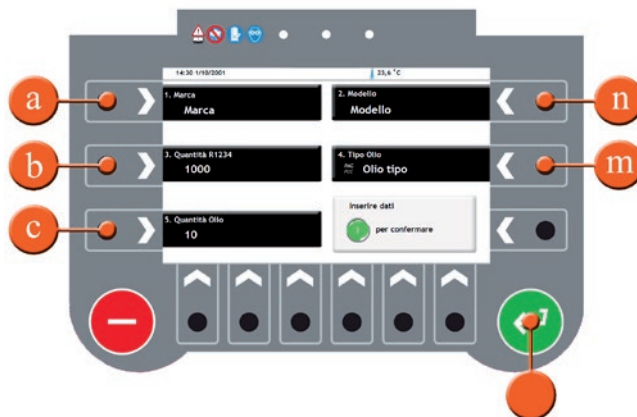 14:30 1/10/2001
23,6 °C
a
1. Marca
Marca
2. Modello
Modello
n
b
3. Quantità R1234
1000
4. Tipo Olio
Olio tipo
m
c
5. Quantità Olio
10
Inserire dati
per confermare